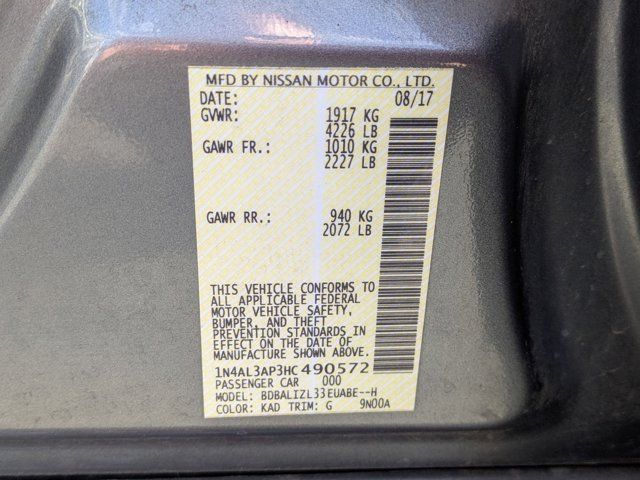 MFD BY NISSAN MOTOR CO., LTD.
DATE: 08/17
GVWR: 1917 KG
4226 LB
GAWR FR.: 1010 KG
2227 LB
GAWR RR.: 940 KG
2072 LB
THIS VEHICLE CONFORMS TO
ALL APPLICABLE FEDERAL
MOTOR VEHICLE SAFETY,
BUMPER, AND THEFT
PREVENTION STANDARDS IN
EFFECT ON THE DATE OF
MANUFACTURE SHOWN ABOVE.
1N4AL3AP3HC490572
PASSENGER CAR 000
MODEL: BDBALIZL33EUABE--H
COLOR: KAD TRIM: G 9N00A